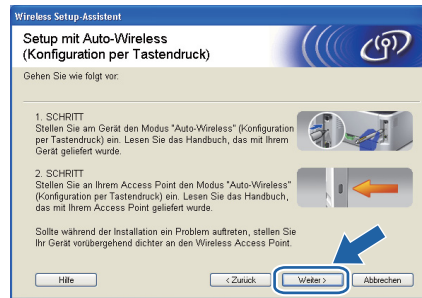 Wireless Setup-Assistent
Setup mit Auto-Wireless
(Konfiguration per Tastendruck)
Gehen Sie wie folgt vor:
1. SCHRITT
Stellen Sie am Gerät den Modus "Auto-Wireless" (Konfiguration
per Tastendruck) ein. Lesen Sie das Handbuch, das mit Ihrem
Gerät geliefert wurde.
2. SCHRITT
Stellen Sie an Ihrem Access Point den Modus "Auto-Wireless"
(Konfiguration per Tastendruck) ein. Lesen Sie das Handbuch,
das mit Ihrem Access Point geliefert wurde.
Sollte während der Installation ein Problem auftreten, stellen Sie
Ihr Gerät vorübergehend dichter an den Wireless Access Point.
Hilfe < Zurück Weiter > Abbrechen